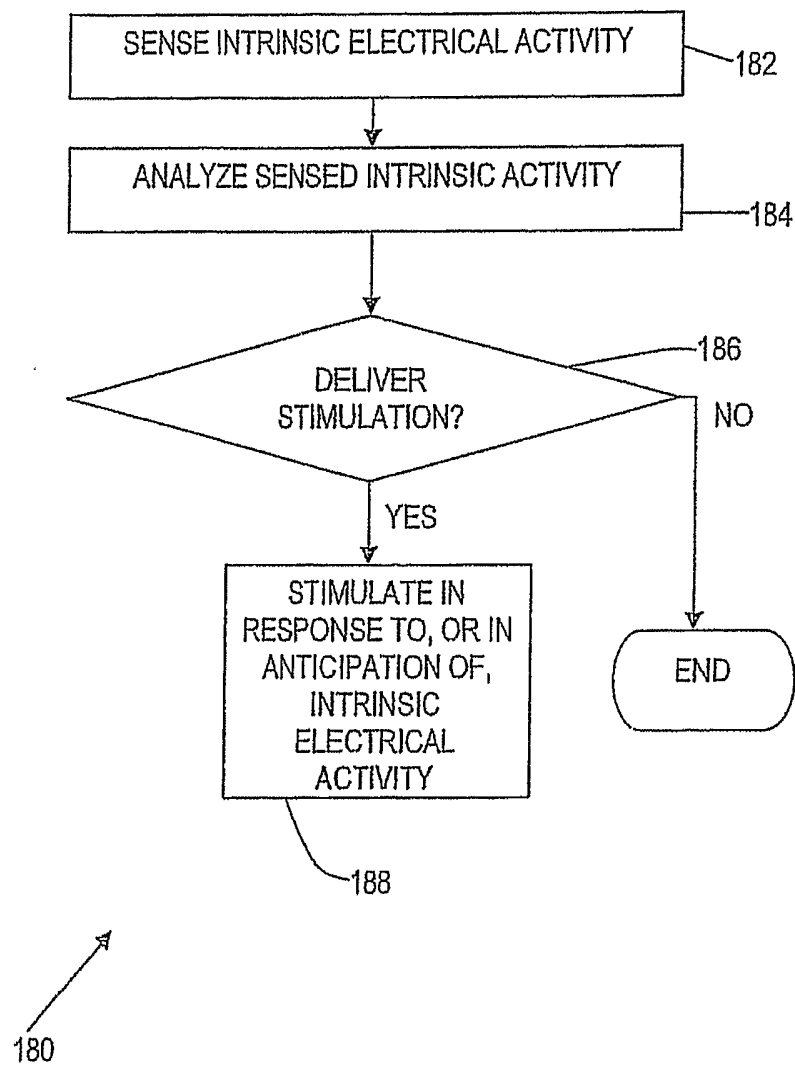 SENSE INTRINSIC ELECTRICAL ACTIVITY
182
ANALYZE SENSED INTRINSIC ACTIVITY
184
186
DELIVER
STIMULATION?
NO
YES
STIMULATE IN
RESPONSE TO, OR IN
ANTICIPATION OF,
INTRINSIC
ELECTRICAL
ACTIVITY
END
188
180